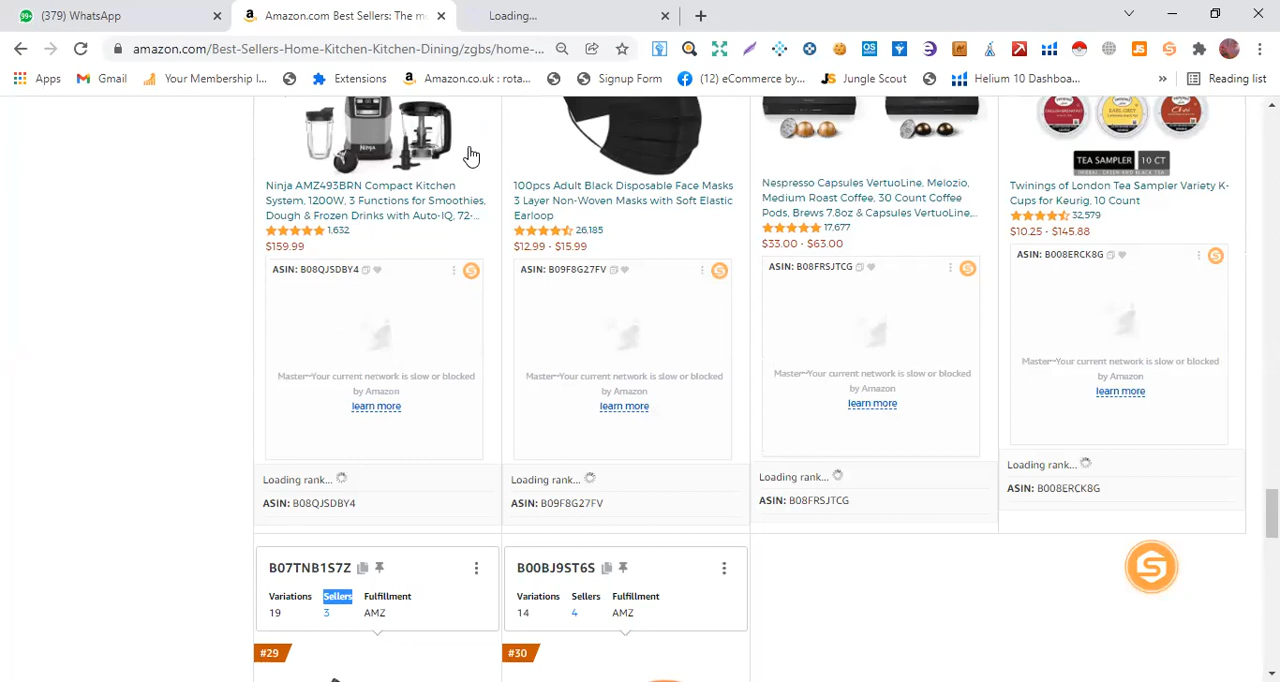 (379) WhatsApp
Amazon.com Best Sellers: The m
Loading...
amazon.com/Best-Sellers-Home-Kitchen-Kitchen-Dining/zgbs/home-...
Apps
Gmail
Your Membership I...
Extensions
Amazon.co.uk : rota...
Signup Form
(12) eCommerce by...
Jungle Scout
Helium 10 Dashboa...
»
Reading list
TEA SAMPLER 10 CT
Ninja AMZ493BRN Compact Kitchen
System, 1200W, 3 Functions for Smoothies,
Dough & Frozen Drinks with Auto-IQ, 72-...
1,632
$159.99
100pcs Adult Black Disposable Face Masks
3 Layer Non-Woven Masks with Soft Elastic
Earloop
26,185
$12.99 - $15.99
Nespresso Capsules VertuoLine, Melozio,
Medium Roast Coffee, 30 Count Coffee
Pods, Brews 7.8oz & Capsules VertuoLine,...
17,677
$33.00 - $63.00
Twinings of London Tea Sampler Variety K-
Cups for Keurig, 10 Count
32,579
$10.25 - $145.88
ASIN: B08QJSDBY4
Master~Your current network is slow or blocked
by Amazon
learn more
Loading rank...
ASIN: B08QJSDBY4
ASIN: B09F8G27FV
Master~Your current network is slow or blocked
by Amazon
learn more
Loading rank...
ASIN: B09F8G27FV
ASIN: B08FRSJTCG
Master~Your current network is slow or blocked
by Amazon
learn more
Loading rank...
ASIN: B08FRSJTCG
ASIN: B008ERCK8G
Master~Your current network is slow or blocked
by Amazon
learn more
Loading rank...
ASIN: B008ERCK8G
B07TNB1S7Z
Variations Sellers Fulfillment
19 3 AMZ
#29
B00BJ9ST6S
Variations Sellers Fulfillment
14 4 AMZ
#30